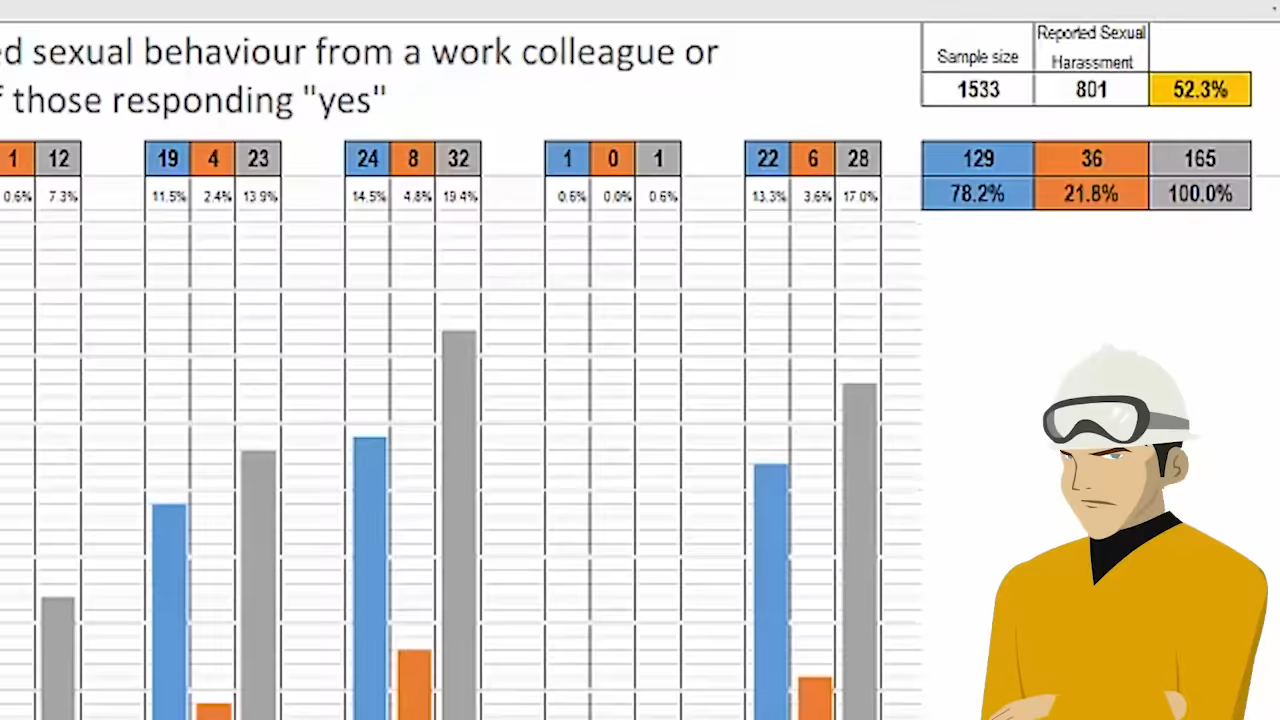 ed sexual behaviour from a work colleague or
f those responding "yes"
Sample size Reported Sexual Harassment
1533 801 52.3%
1 12 19 4 23 24 8 32 1 0 1 22 6 28 129 36 165
0.6% 7.3% 11.5% 2.4% 13.9% 14.5% 4.8% 19.4% 0.6% 0.0% 0.6% 13.3% 3.6% 17.0% 78.2% 21.8% 100.0%